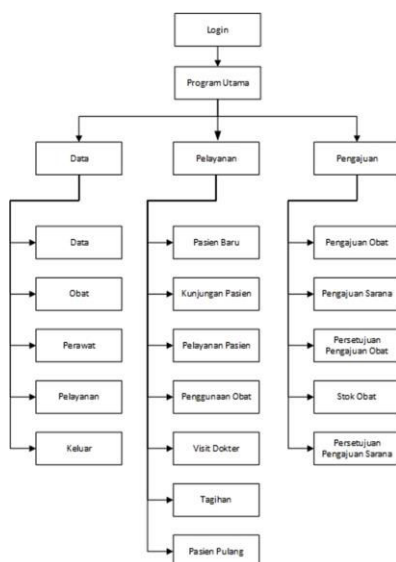 Login
Program Utama
Data
Pelayanan
Pengajuan
Data
Obat
Perawat
Pelayanan
Keluar
Pasien Baru
Kunjungan Pasien
Pelayanan Pasien
Penggunaan Obat
Visit Dokter
Tagihan
Pasien Pulang
Pengajuan Obat
Pengajuan Sarana
Persetujuan
Pengajuan Obat
Stok Obat
Persetujuan
Pengajuan Sarana